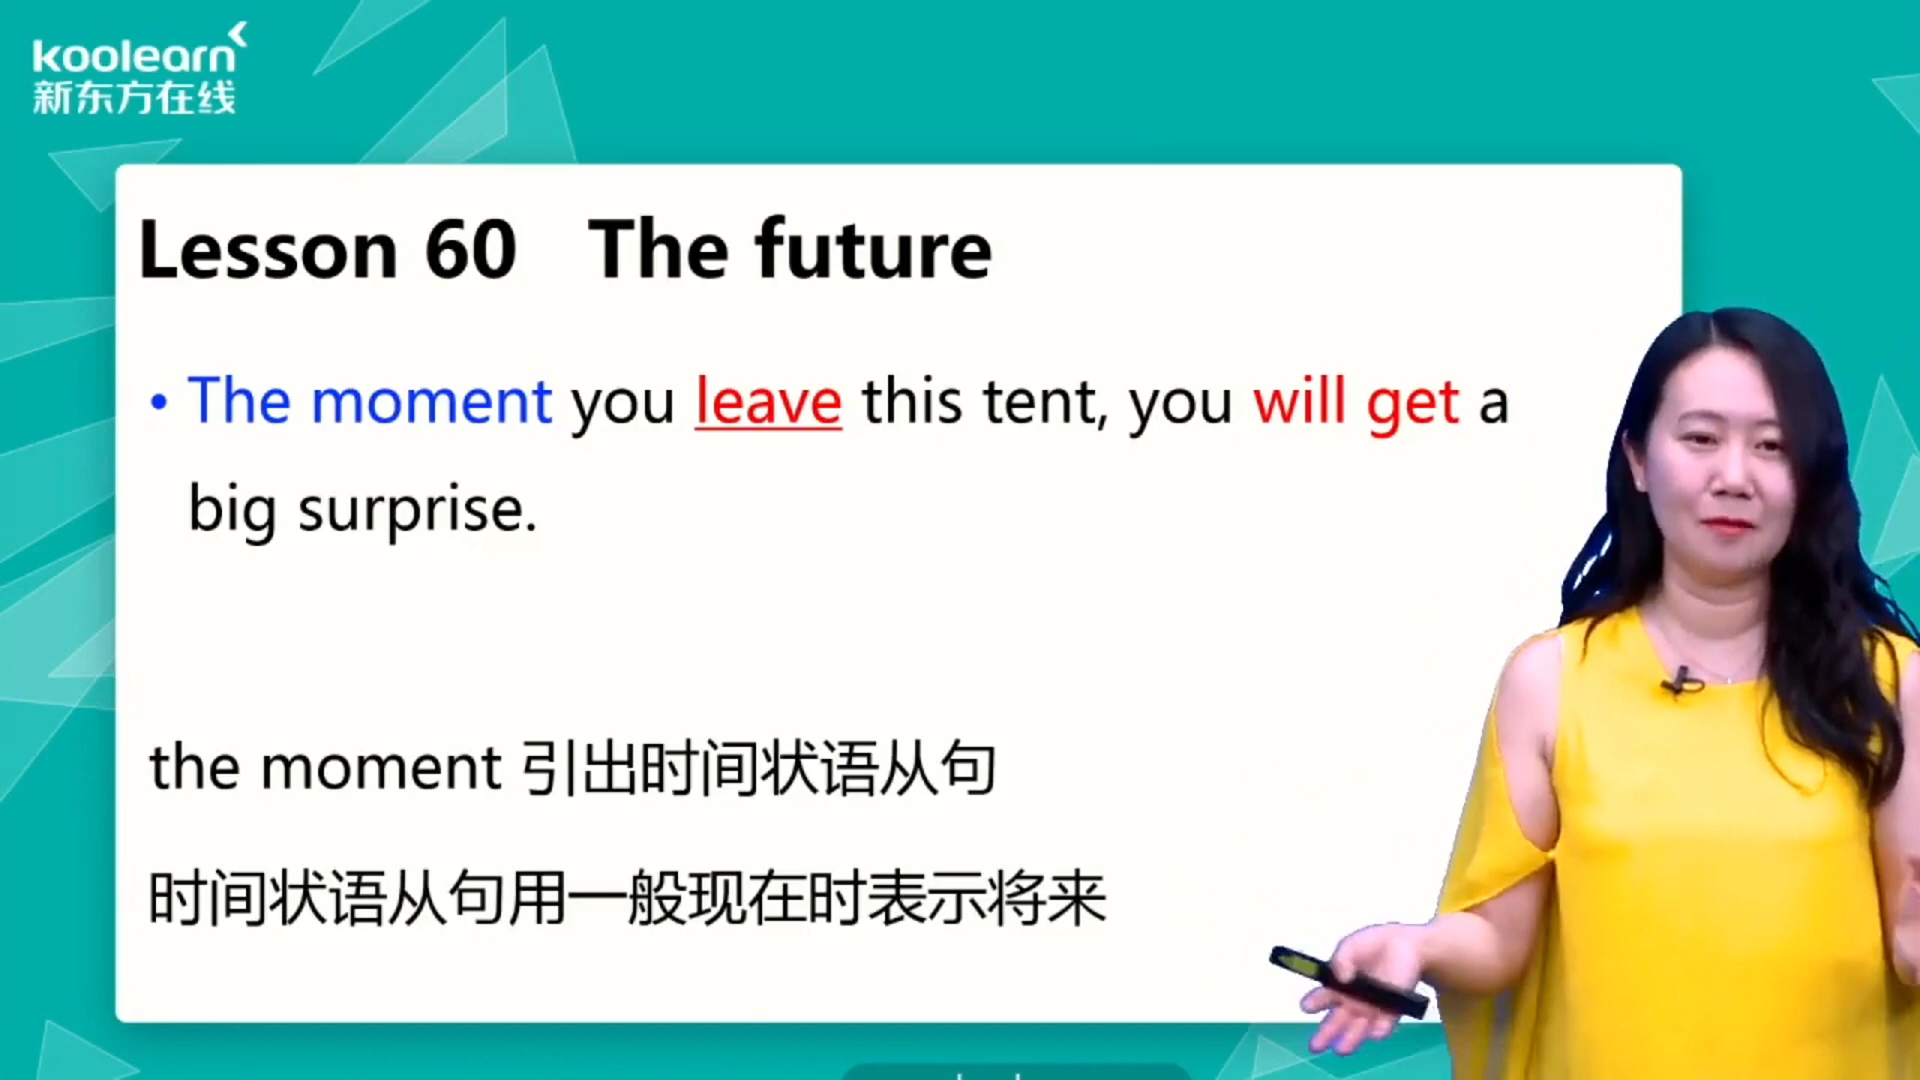 koolearn
新东方在线
Lesson 60 The future
• The moment you leave this tent, you will get a
big surprise.
the moment 引出时间状语从句
时间状语从句用一般现在时表示将来